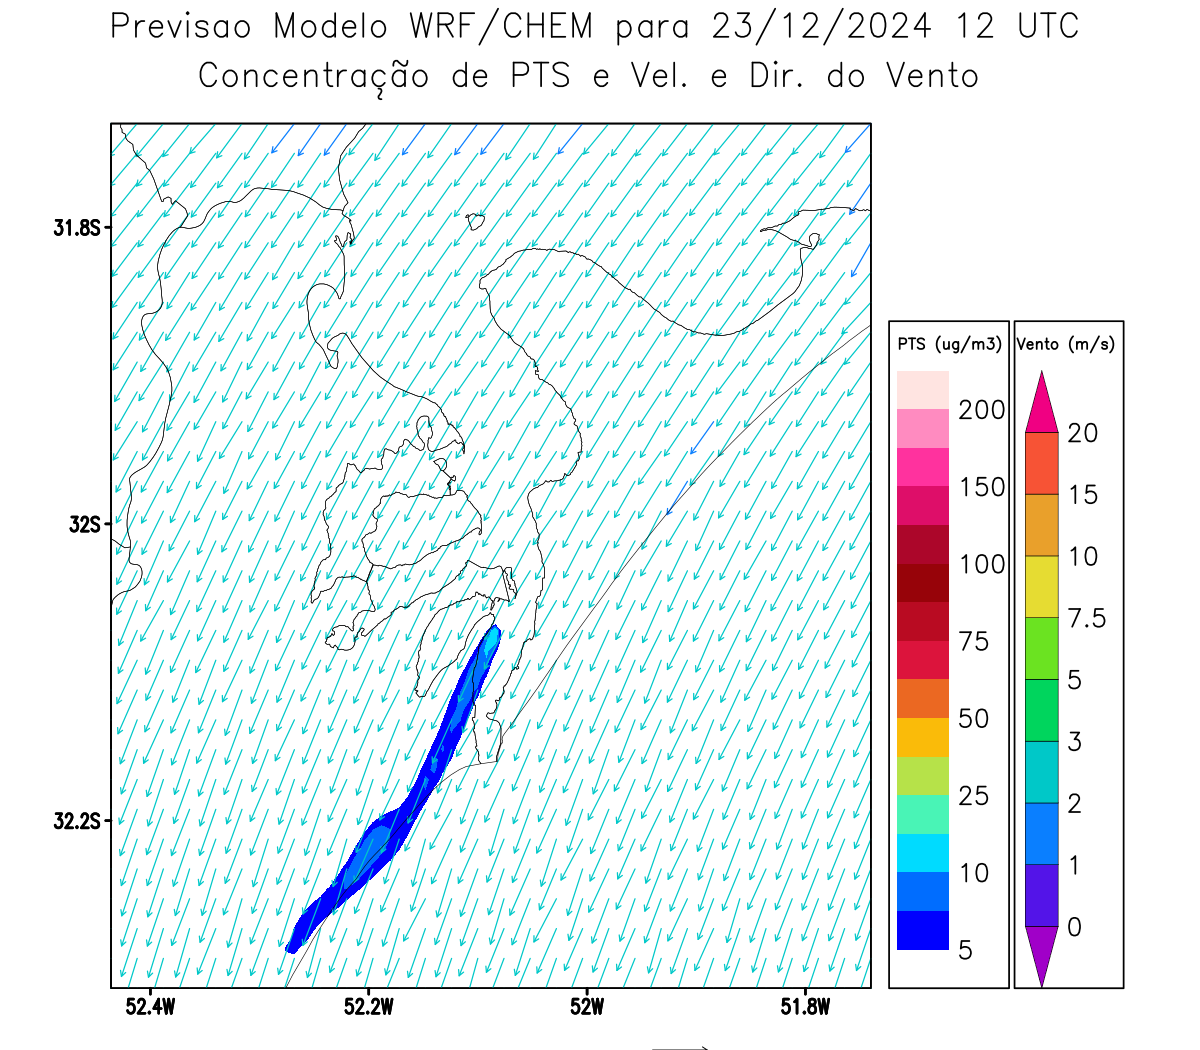 Previsao Modelo WRF/CHEM para 23/12/2024 12 UTC
Concentração de PTS e Vel. e Dir. do Vento
31.8S
32S
32.2S
52.4W
52.2W
52W
51.8W
PTS (ug/m3)
200
150
100
75
50
25
10
5
Vento (m/s)
20
15
10
7.5
5
3
2
1
0